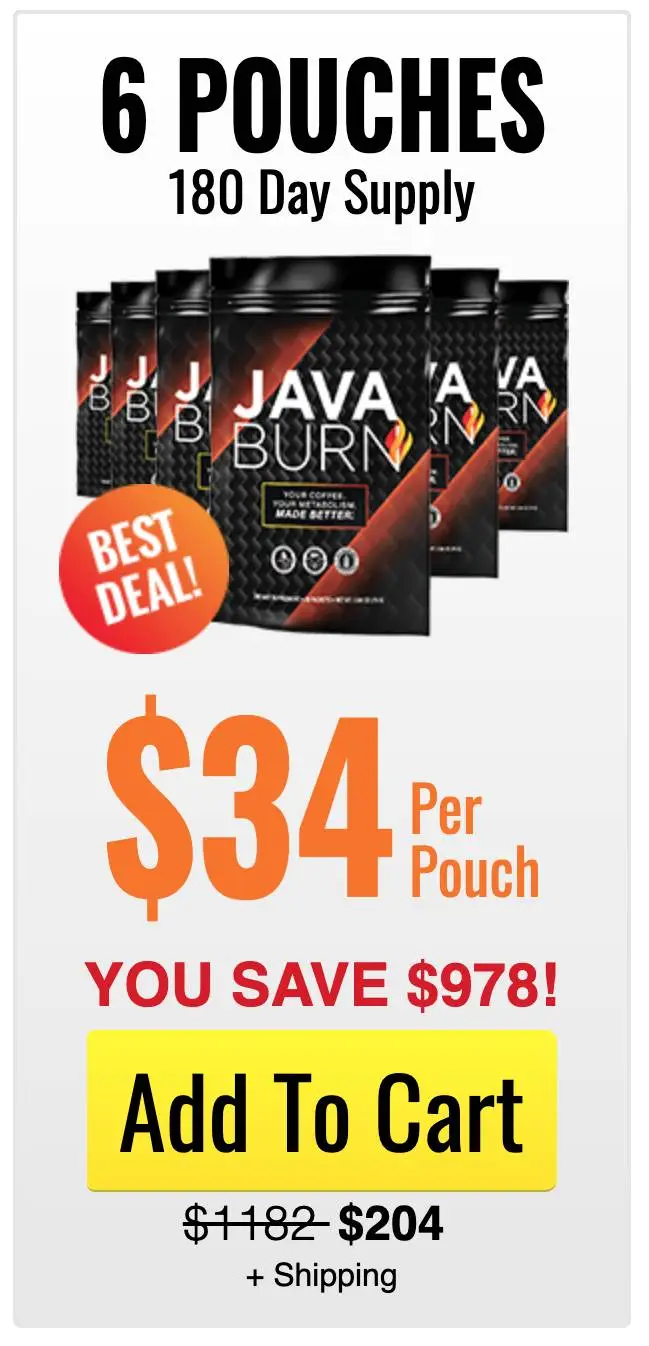 6 POUCHES
180 Day Supply
JAVA
BURN
YOUR COFFEE.
YOUR METABOLISM.
MADE BETTER.
BEST
DEAL!
$34
Per
Pouch
YOU SAVE $978!
Add To Cart
$1182 $204
+ Shipping